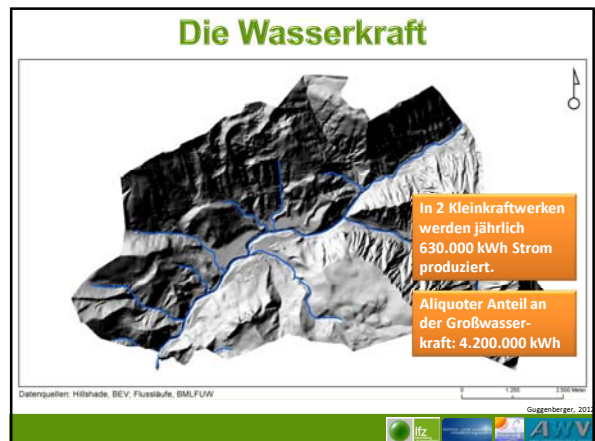 Die Wasserkraft
In 2 Kleinkraftwerken
werden jährlich
630.000 kWh Strom
produziert.
Aliquoter Anteil an
der Großwasser-
kraft: 4.200.000 kWh
Datenquellen: Hillshade, BEV; Flussläufe, BMLFUW
0 1.250 2.500 Meter
Guggenberger, 2012
lfz
AWV